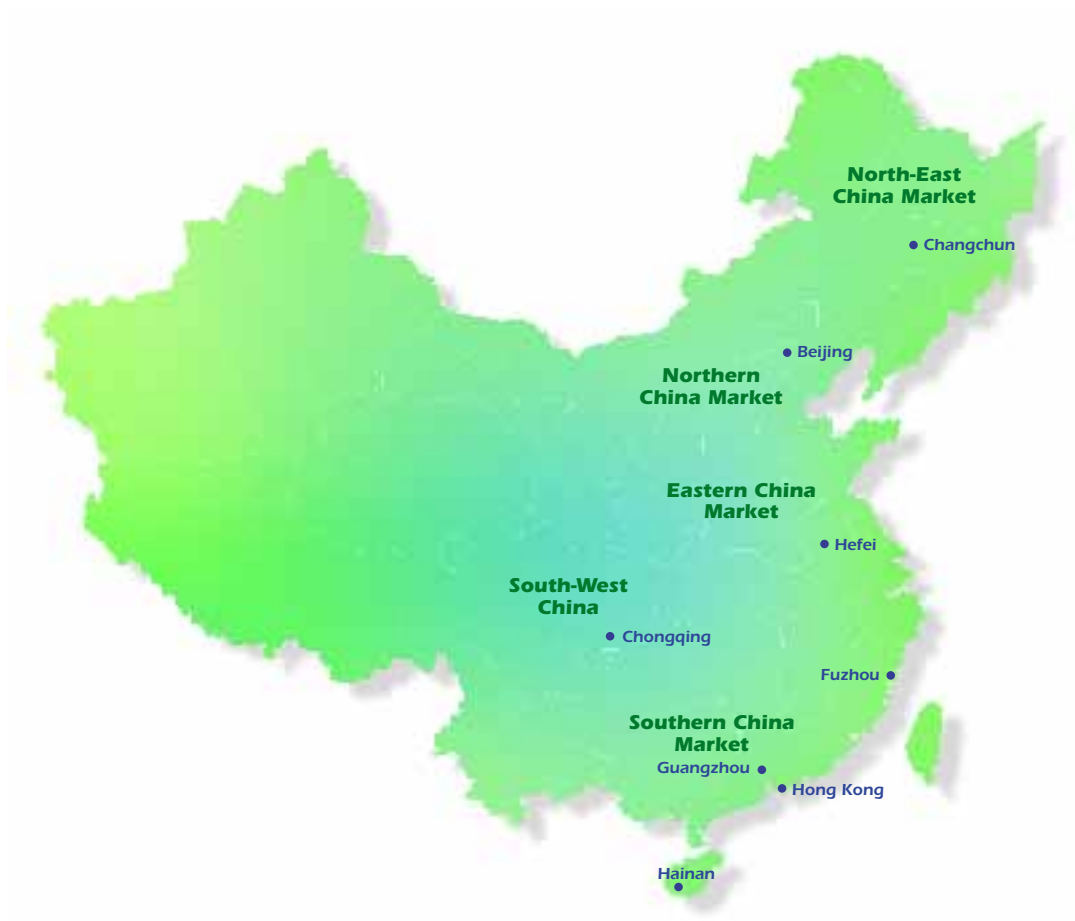 North-East
China Market
Changchun
Beijing
Northern
China Market
Eastern China
Market
Hefei
South-West
China
Chongqing
Fuzhou
Southern China
Market
Guangzhou
Hong Kong
Hainan